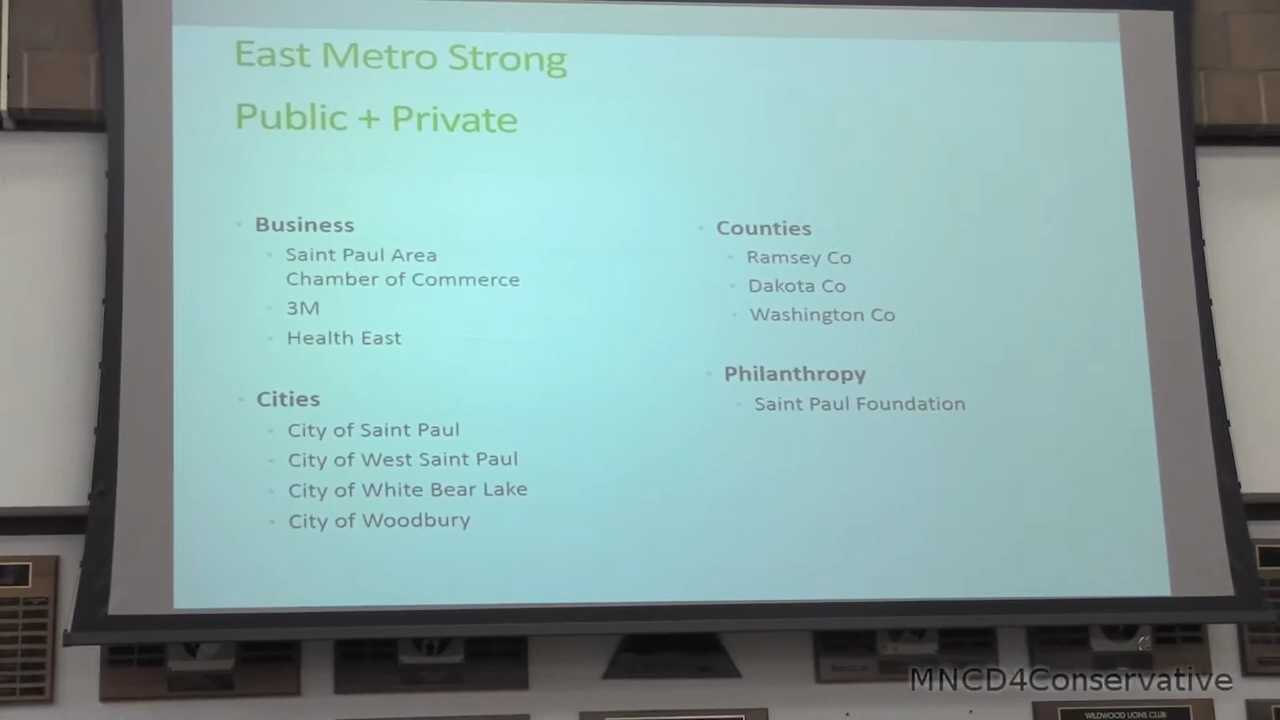 East Metro Strong
Public + Private
Business
Saint Paul Area
Chamber of Commerce
3M
Health East
Cities
City of Saint Paul
City of West Saint Paul
City of White Bear Lake
City of Woodbury
Counties
Ramsey Co
Dakota Co
Washington Co
Philanthropy
Saint Paul Foundation
MNCD4Conservative
WILDWOOD LIONS CLUB